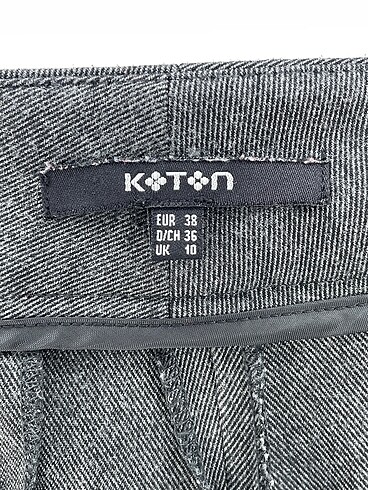 KOTON
EUR 38
D/CH 36
UK 10